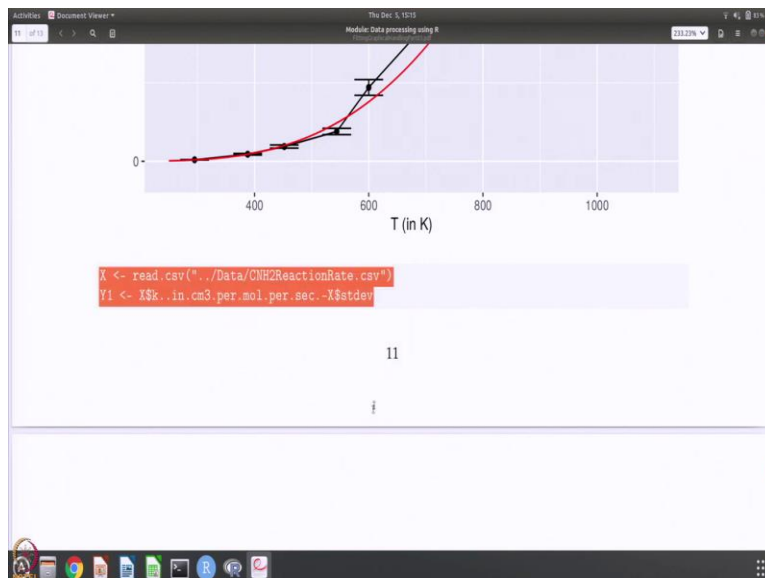 Activities Document Viewer ▾ Thu Dec 5, 15:15
11 of 13 Module: Data processing using R 233.23%
0
400 600 800 1000
T (in K)
X <- read.csv("../Data/CNH2ReactionRate.csv")
Y1 <- X$k..in.cm3.per.mol.per.sec.-X$stdev
11